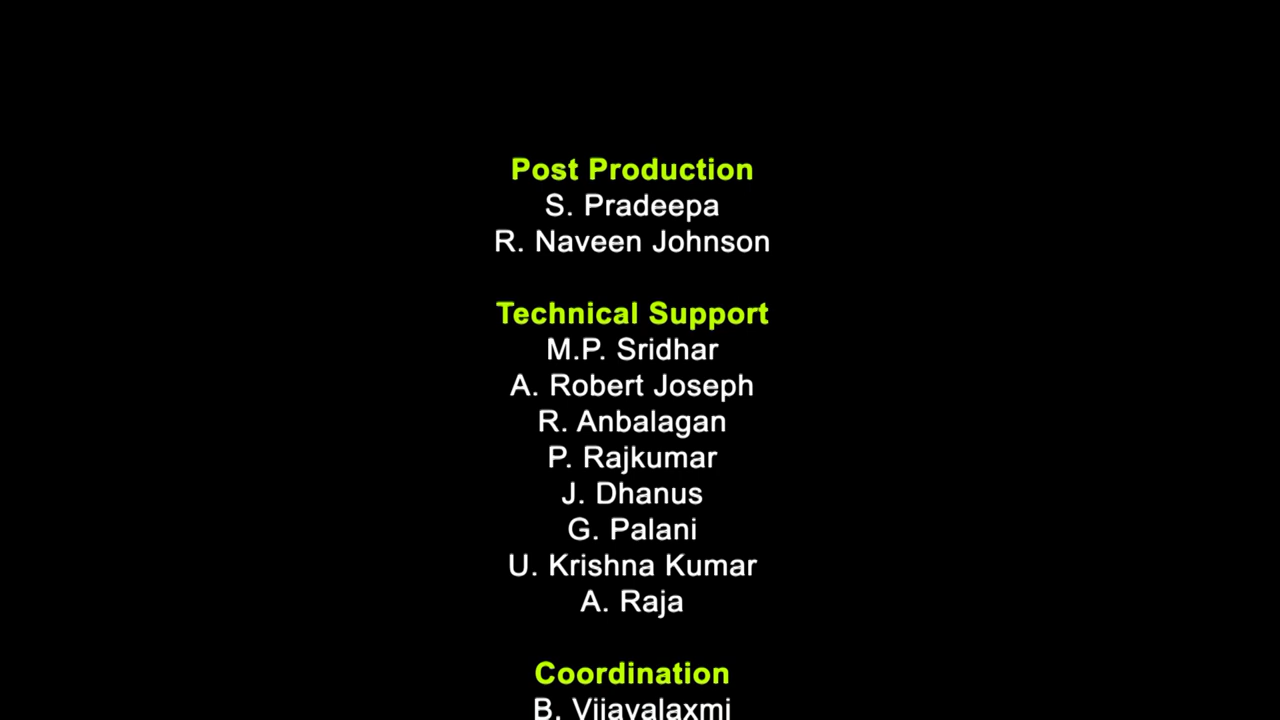 Post Production
S. Pradeepa
R. Naveen Johnson
Technical Support
M.P. Sridhar
A. Robert Joseph
R. Anbalagan
P. Rajkumar
J. Dhanus
G. Palani
U. Krishna Kumar
A. Raja
Coordination
B. Vijayalaxmi